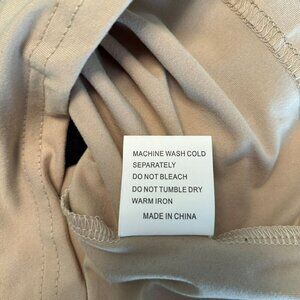 MACHINE WASH COLD
SEPARATELY
DO NOT BLEACH
DO NOT TUMBLE DRY
WARM IRON
MADE IN CHINA